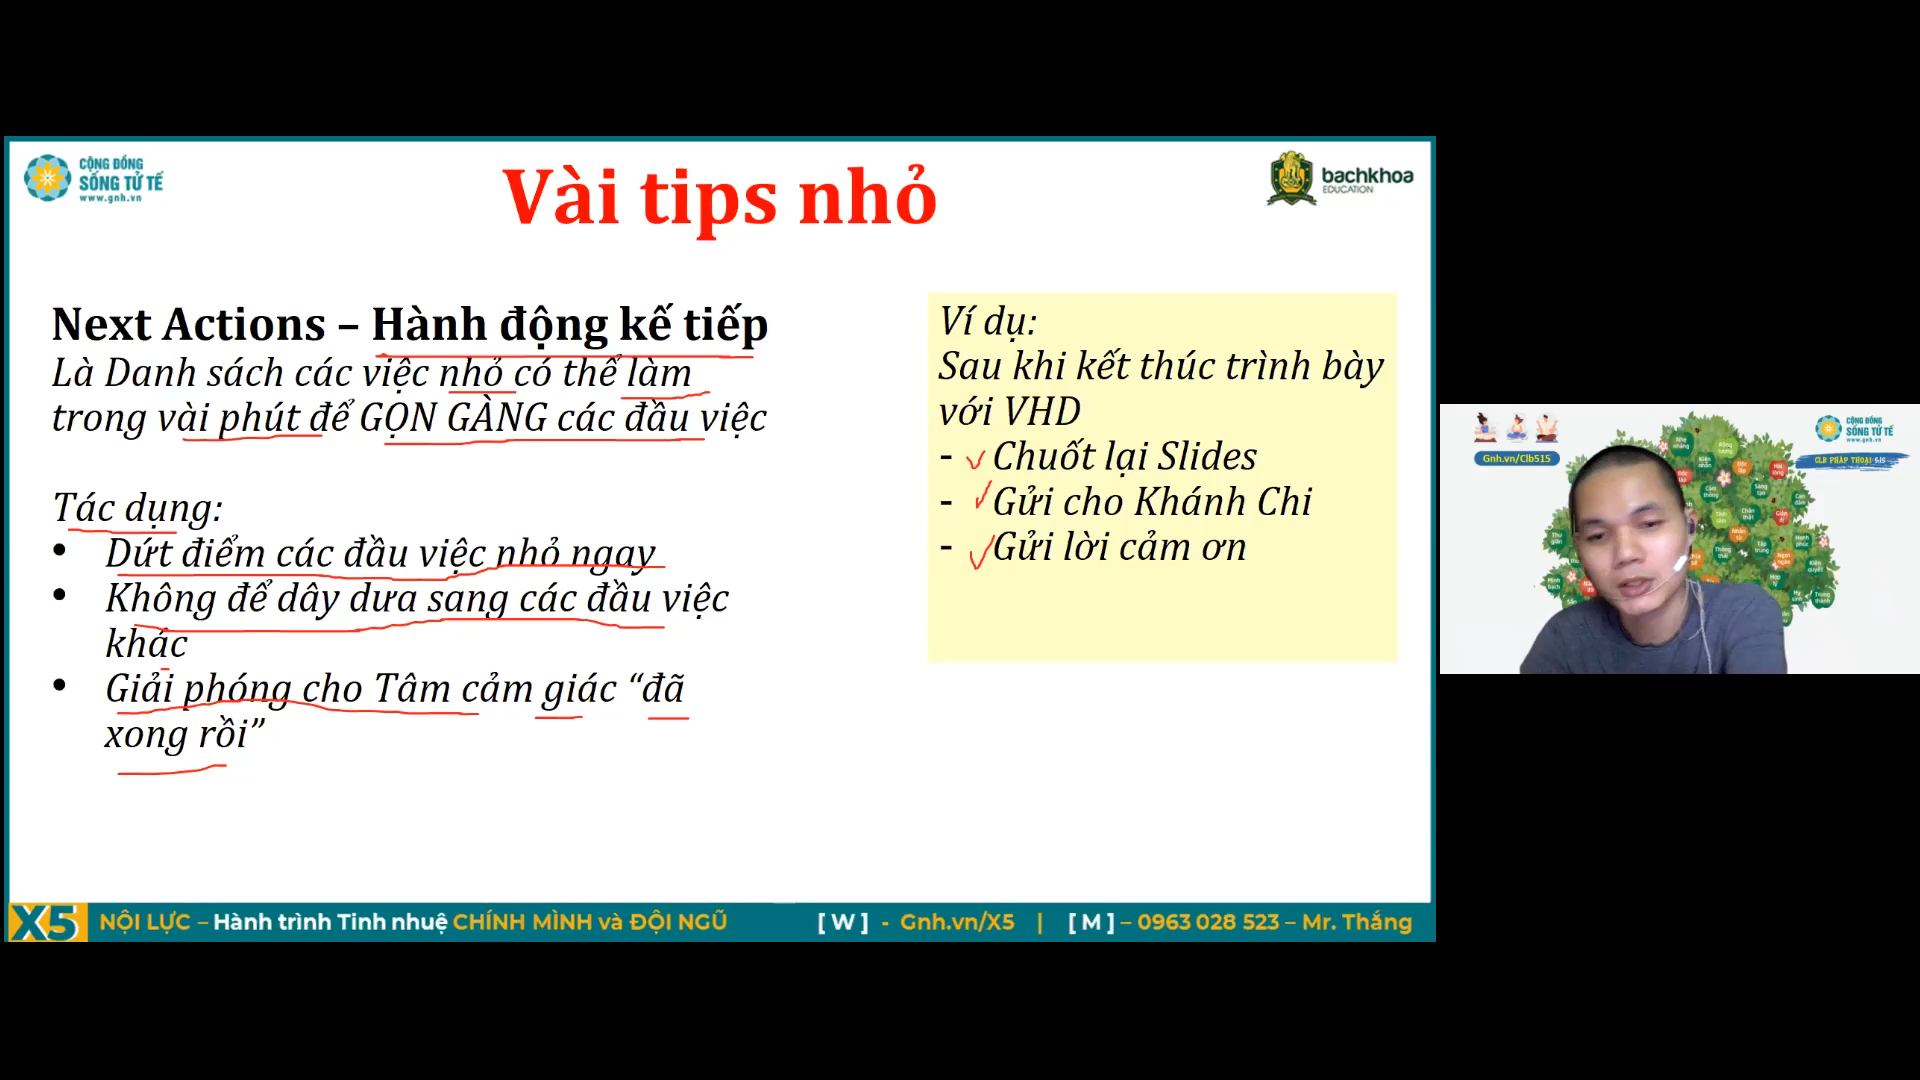 CỘNG ĐỒNG
SỐNG TỬ TẾ
www.gnh.vn
Vài tips nhỏ
bachkhoa
EDUCATION
Next Actions – Hành động kế tiếp
Là Danh sách các việc nhỏ có thể làm
trong vài phút để GỌN GÀNG các đầu việc
Tác dụng:
• Dứt điểm các đầu việc nhỏ ngay
• Không để dây dưa sang các đầu việc
khác
• Giải phóng cho Tâm cảm giác “đã
xong rồi”
Ví dụ:
Sau khi kết thúc trình bày
với VHD
- Chuốt lại Slides
- Gửi cho Khánh Chi
- Gửi lời cảm ơn
Gnh.vn/Clb515
CỘNG ĐỒNG
SỐNG TỬ TẾ
CLB PHÁP THOẠI 515
X5 NỘI LỰC – Hành trình Tinh nhuệ CHÍNH MÌNH và ĐỘI NGŨ [ W ] - Gnh.vn/X5 | [ M ] – 0963 028 523 – Mr. Thắng